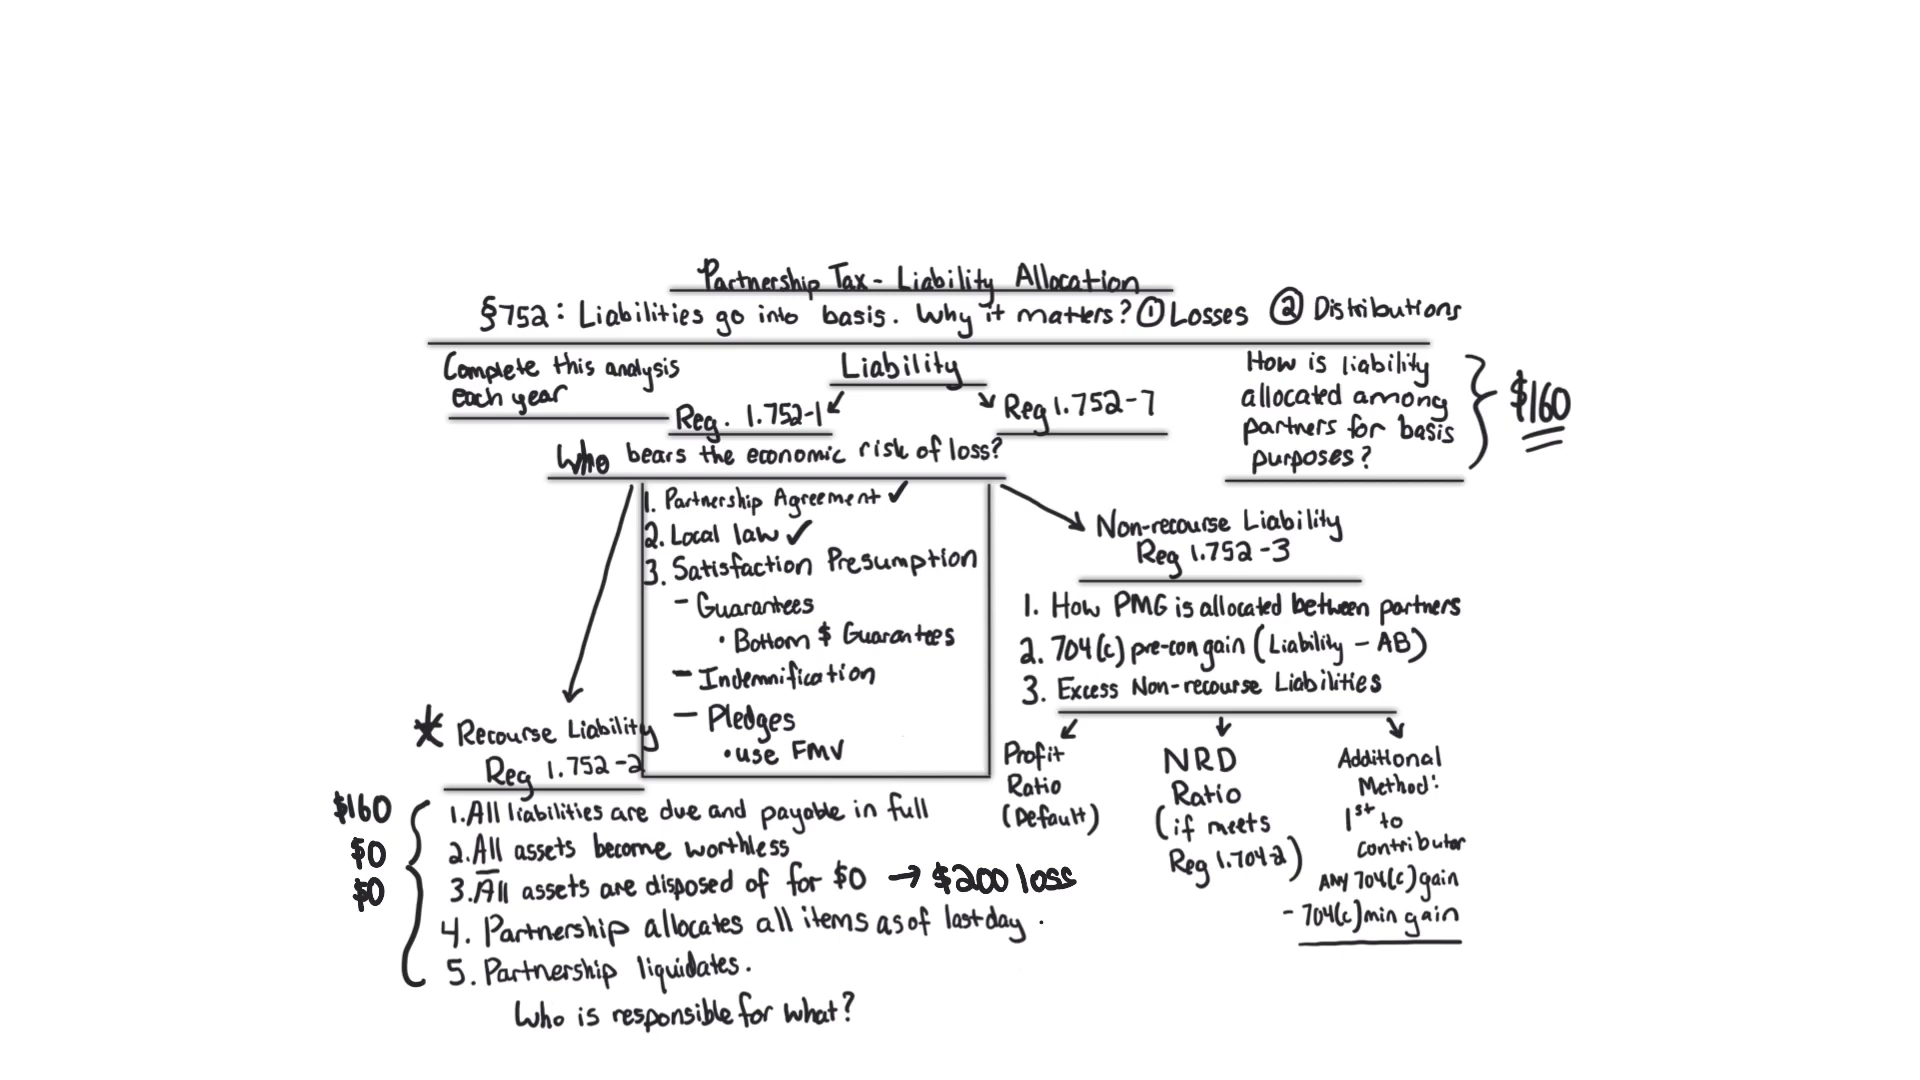 Partnership Tax - Liability Allocation
§752: Liabilities go into basis. Why it matters? ① Losses ② Distributions
Complete this analysis
each year
Liability
Reg. 1.752-1
Reg 1.752-7
How is liability
allocated among
partners for basis
purposes?
$160
Who bears the economic risk of loss?
1. Partnership Agreement ✓
2. Local law ✓
3. Satisfaction Presumption
- Guarantees
• Bottom $ Guarantees
- Indemnification
- Pledges
• use FMV
Non-recourse Liability
Reg 1.752-3
1. How PMG is allocated between partners
2. 704(c) pre-con gain (Liability - AB)
3. Excess Non-recourse Liabilities
Profit
Ratio
(Default)
NRD
Ratio
(if meets
Reg 1.704-2)
Additional
Method:
1st to
contributor
ANY 704(c) gain
- 704(c) min gain
* Recourse Liability
Reg 1.752-2
$160 1. All liabilities are due and payable in full
$0 2. All assets become worthless
$0 3. All assets are disposed of for $0 → $200 loss
4. Partnership allocates all items as of last day.
5. Partnership liquidates.
Who is responsible for what?